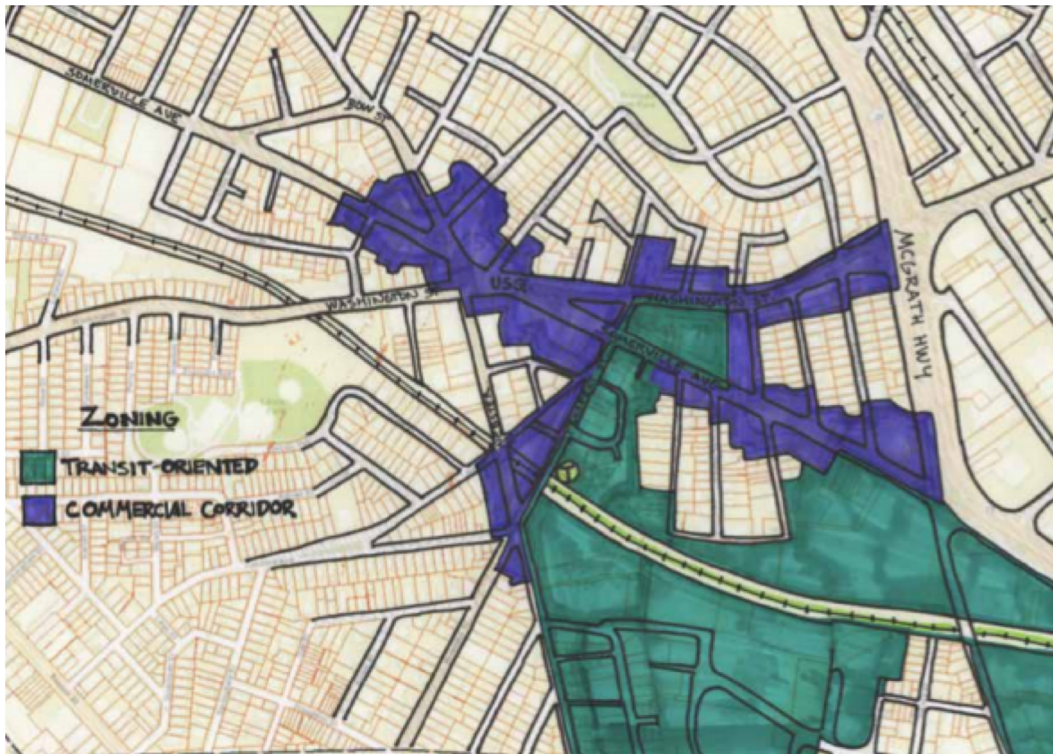 SOMERVILLE AVE
BOW ST
USQ
WASHINGTON ST
WASHINGTON ST
MCGRATH HWY
SOMERVILLE AVE
ZONING
TRANSIT-ORIENTED
COMMERCIAL CORRIDOR